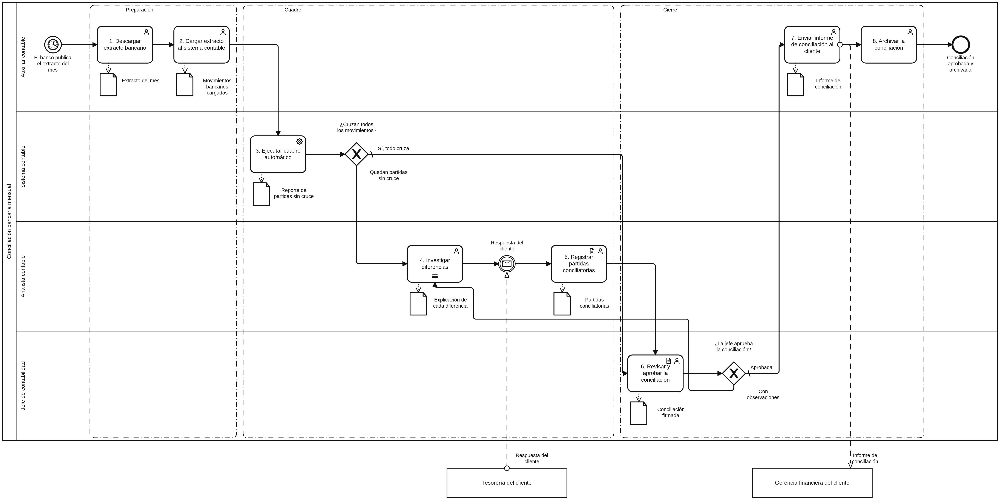 Conciliación bancaria mensual
Preparación
Cuadre
Cierre
Auxiliar contable
El banco publica
el extracto del
mes
1. Descargar
extracto bancario
Extracto del mes
2. Cargar extracto
al sistema contable
Movimientos
bancarios
cargados
7. Enviar informe
de conciliación al
cliente
Informe de
conciliación
8. Archivar la
conciliación
Conciliación
aprobada y
archivada
Sistema contable
3. Ejecutar cuadre
automático
Reporte de
partidas sin cruce
¿Cruzan todos
los movimientos?
Sí, todo cruza
Quedan partidas
sin cruce
Analista contable
4. Investigar
diferencias
Explicación de
cada diferencia
Respuesta del
cliente
5. Registrar
partidas
conciliatorias
Partidas
conciliatorias
Jefe de contabilidad
6. Revisar y
aprobar la
conciliación
Conciliación
firmada
¿La jefe aprueba
la conciliación?
Aprobada
Con
observaciones
Respuesta del
cliente
Informe de
conciliación
Tesorería del cliente
Gerencia financiera del cliente